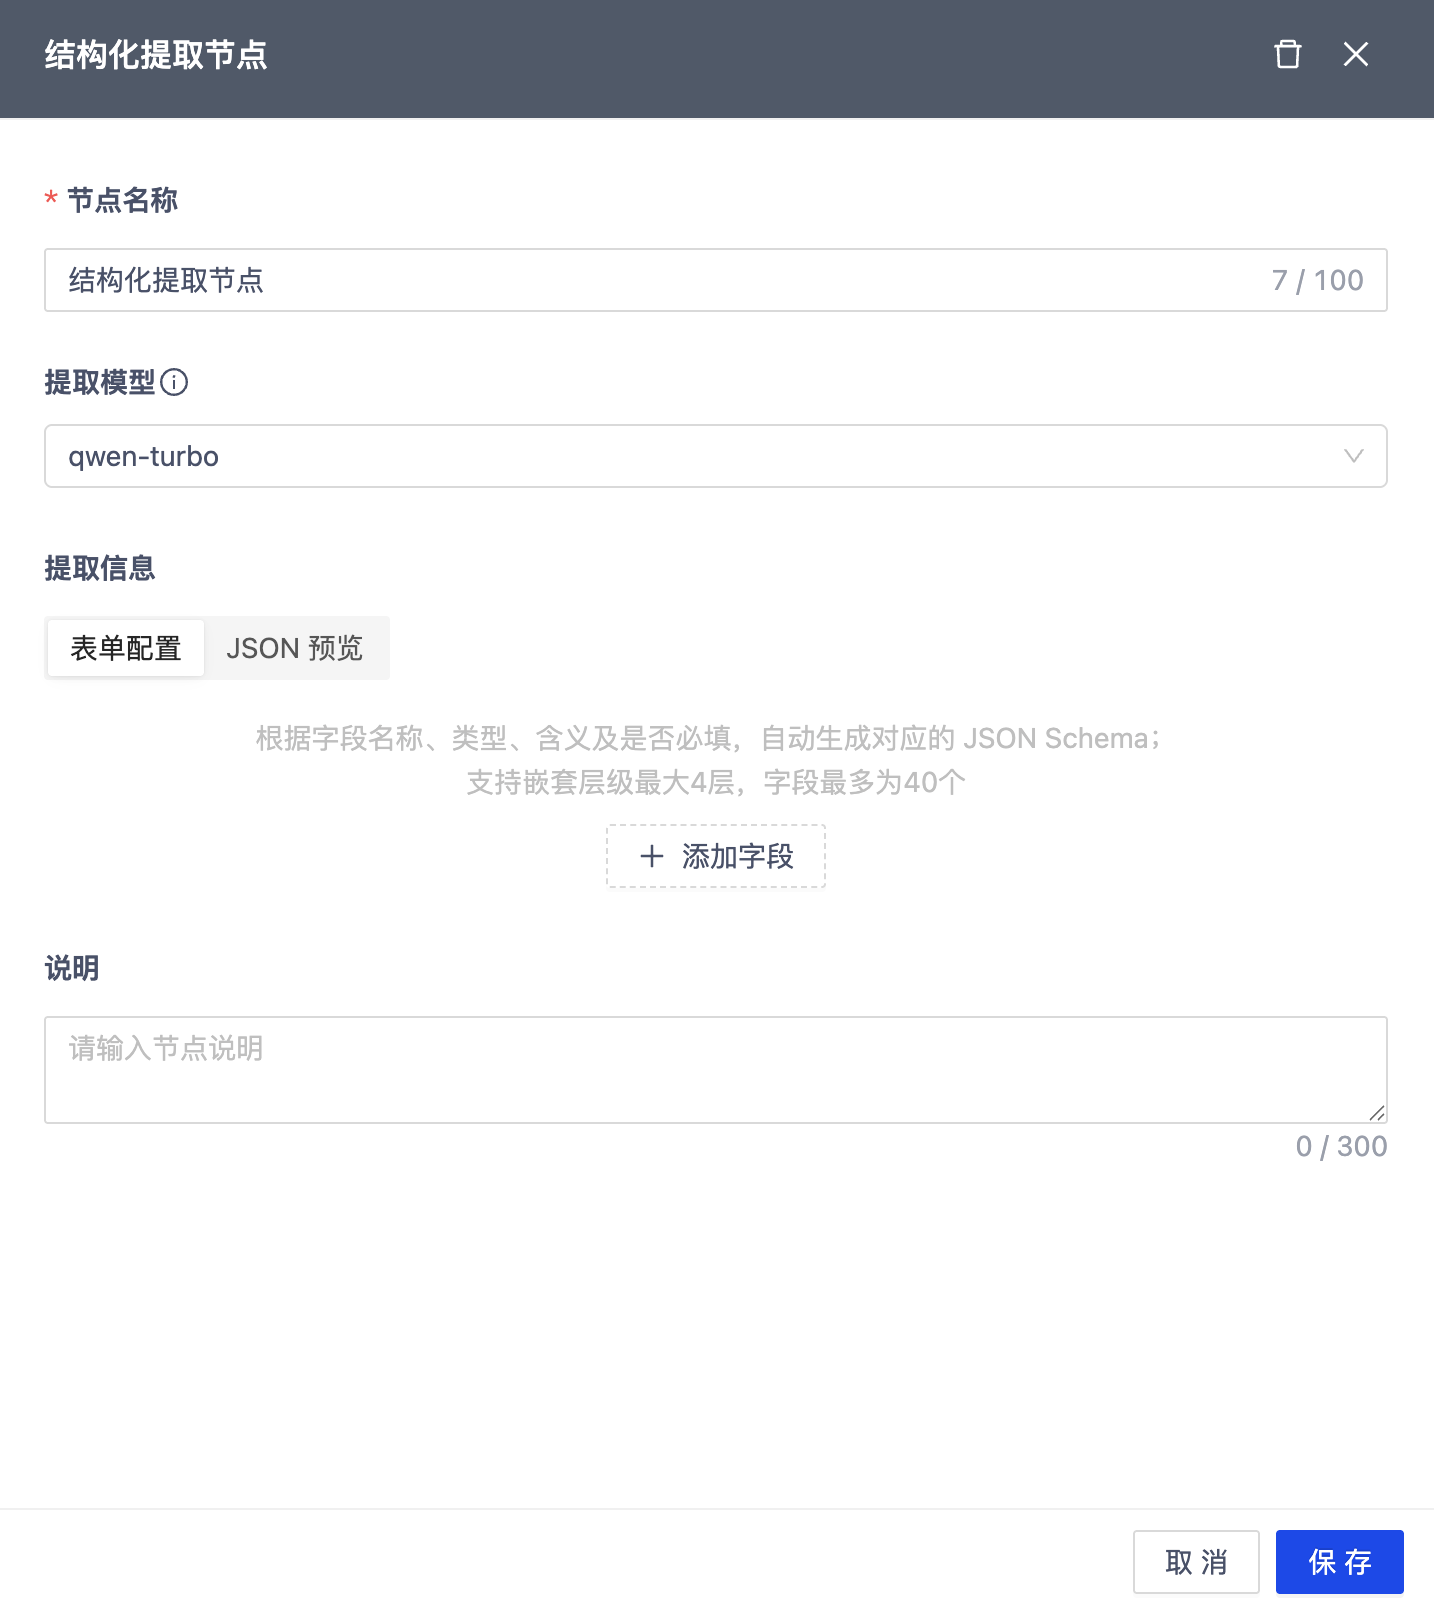 结构化提取节点
* 节点名称
结构化提取节点 7 / 100
提取模型
qwen-turbo
提取信息
表单配置 JSON 预览
根据字段名称、类型、含义及是否必填，自动生成对应的 JSON Schema；
支持嵌套层级最大4层，字段最多为40个
+ 添加字段
说明
请输入节点说明
0 / 300
取 消 保 存